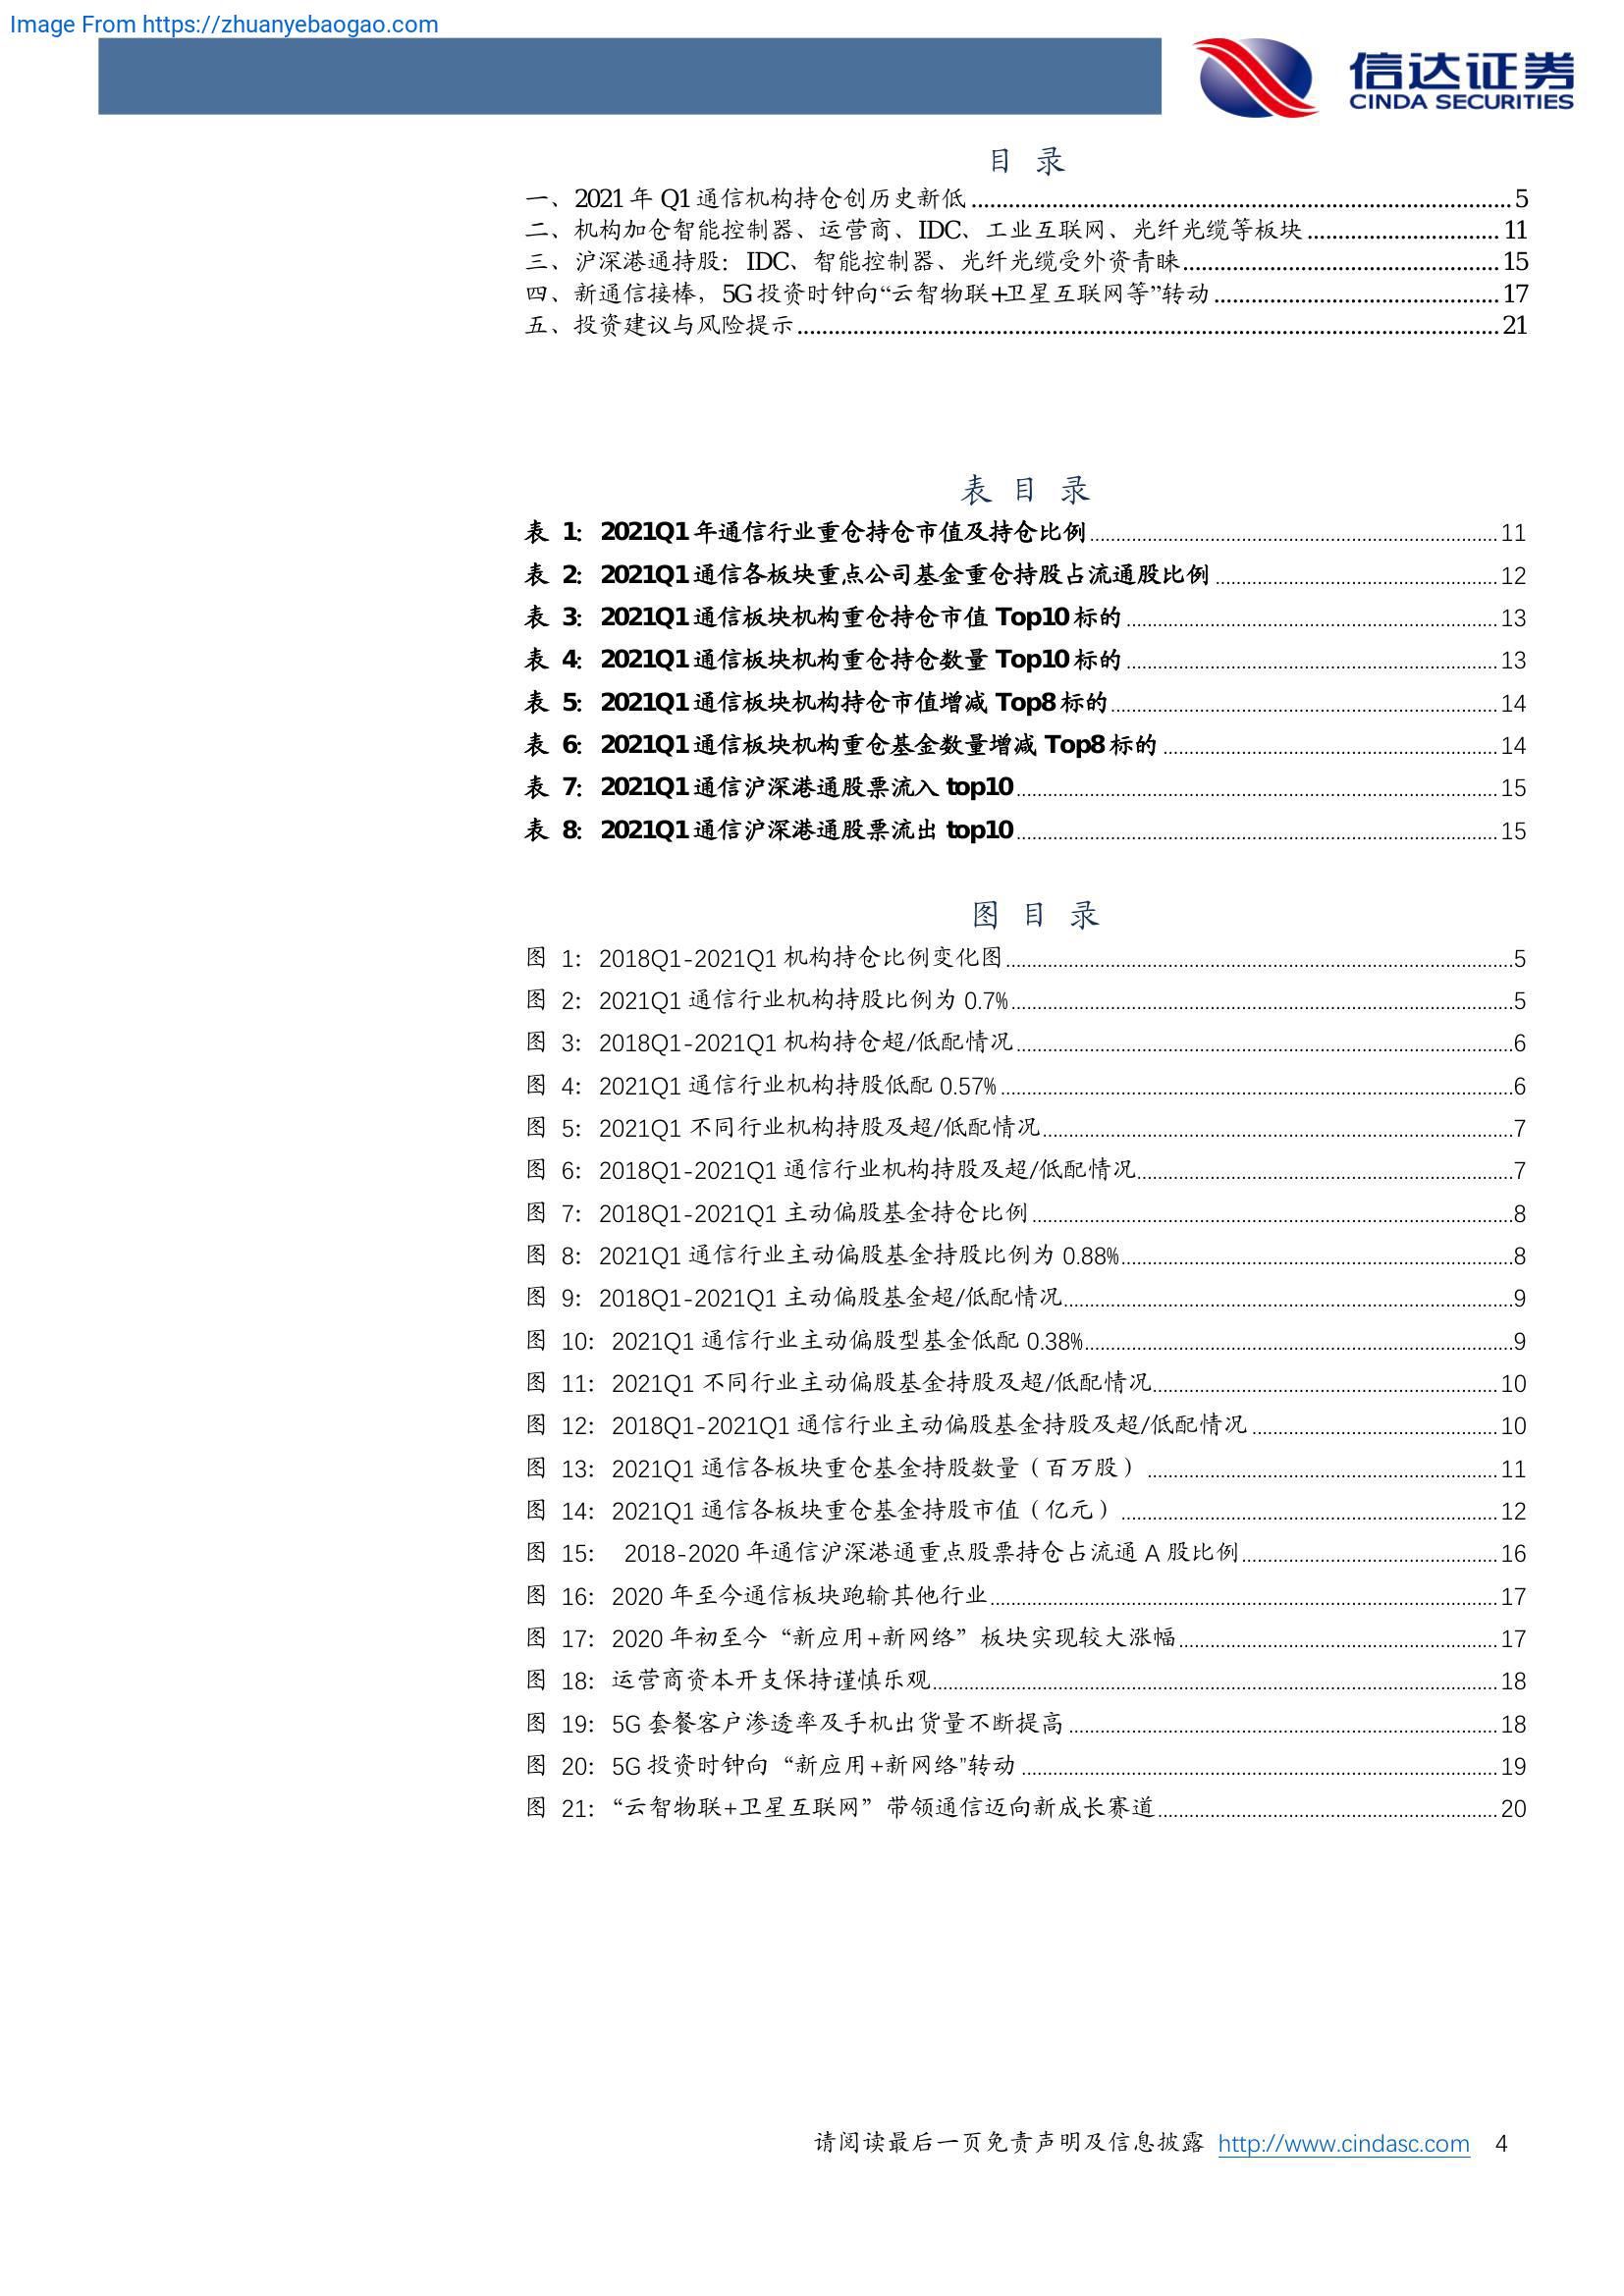 Image From https://zhuanyebaogao.com
信达证券
CINDA SECURITIES
目 录
一、2021 年 Q1 通信机构持仓创历史新低 5
二、机构加仓智能控制器、运营商、IDC、工业互联网、光纤光缆等板块 11
三、沪深港通持股：IDC、智能控制器、光纤光缆受外资青睐 15
四、新通信接棒，5G 投资时钟向“云智物联+卫星互联网等”转动 17
五、投资建议与风险提示 21
表 目 录
表 1：2021Q1 年通信行业重仓持仓市值及持仓比例 11
表 2：2021Q1 通信各板块重点公司基金重仓持股占流通股比例 12
表 3：2021Q1 通信板块机构重仓持仓市值 Top10 标的 13
表 4：2021Q1 通信板块机构重仓持仓数量 Top10 标的 13
表 5：2021Q1 通信板块机构持仓市值增减 Top8 标的 14
表 6：2021Q1 通信板块机构重仓基金数量增减 Top8 标的 14
表 7：2021Q1 通信沪深港通股票流入 top10 15
表 8：2021Q1 通信沪深港通股票流出 top10 15
图 目 录
图 1：2018Q1-2021Q1 机构持仓比例变化图 5
图 2：2021Q1 通信行业机构持股比例为 0.7% 5
图 3：2018Q1-2021Q1 机构持仓超/低配情况 6
图 4：2021Q1 通信行业机构持股低配 0.57% 6
图 5：2021Q1 不同行业机构持股及超/低配情况 7
图 6：2018Q1-2021Q1 通信行业机构持股及超/低配情况 7
图 7：2018Q1-2021Q1 主动偏股基金持仓比例 8
图 8：2021Q1 通信行业主动偏股基金持股比例为 0.88% 8
图 9：2018Q1-2021Q1 主动偏股基金超/低配情况 9
图 10：2021Q1 通信行业主动偏股型基金低配 0.38% 9
图 11：2021Q1 不同行业主动偏股基金持股及超/低配情况 10
图 12：2018Q1-2021Q1 通信行业主动偏股基金持股及超/低配情况 10
图 13：2021Q1 通信各板块重仓基金持股数量（百万股） 11
图 14：2021Q1 通信各板块重仓基金持股市值（亿元） 12
图 15： 2018-2020 年通信沪深港通重点股票持仓占流通 A 股比例 16
图 16：2020 年至今通信板块跑输其他行业 17
图 17：2020 年初至今“新应用+新网络”板块实现较大涨幅 17
图 18：运营商资本开支保持谨慎乐观 18
图 19：5G 套餐客户渗透率及手机出货量不断提高 18
图 20：5G 投资时钟向“新应用+新网络”转动 19
图 21：“云智物联+卫星互联网”带领通信迈向新成长赛道 20
请阅读最后一页免责声明及信息披露 http://www.cindasc.com 4